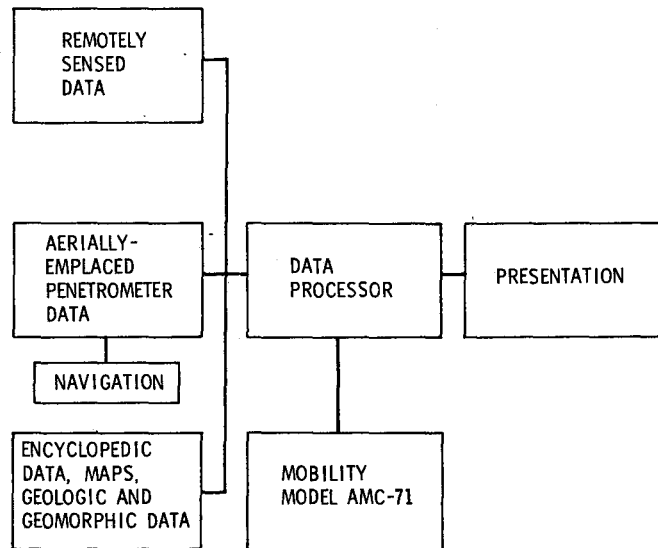 REMOTELY
SENSED
DATA
AERIALLY-
EMPLACED
PENETROMETER
DATA
DATA
PROCESSOR
PRESENTATION
NAVIGATION
ENCYCLOPEDIC
DATA, MAPS,
GEOLOGIC AND
GEOMORPHIC DATA
MOBILITY
MODEL AMC-71